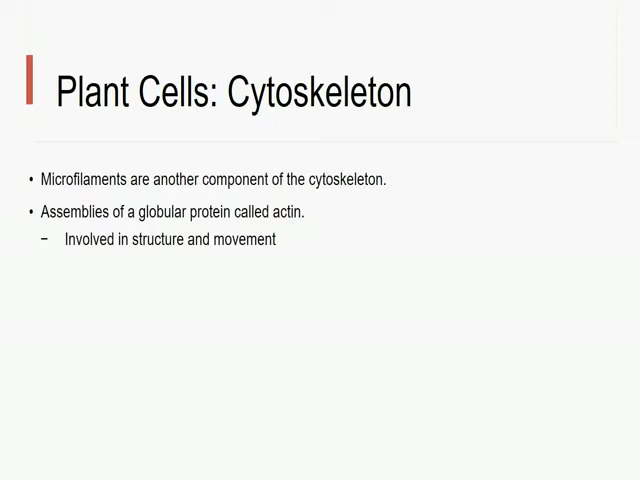 Plant Cells: Cytoskeleton
• Microfilaments are another component of the cytoskeleton.
• Assemblies of a globular protein called actin.
– Involved in structure and movement